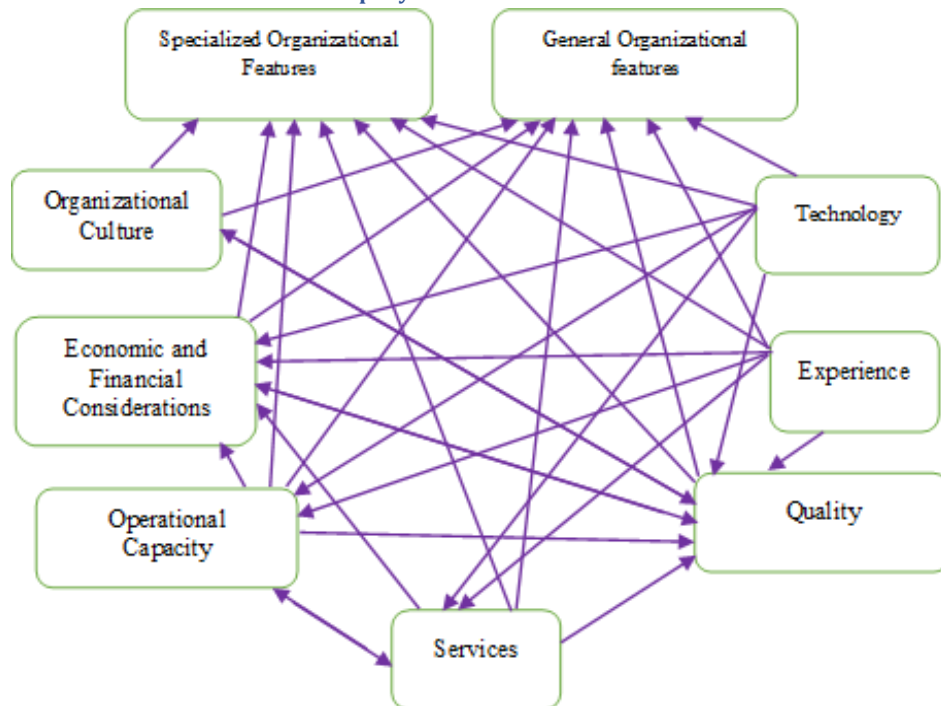 Specialized Organizational
Features
General Organizational
features
Organizational
Culture
Technology
Economic and
Financial
Considerations
Experience
Operational
Capacity
Quality
Services